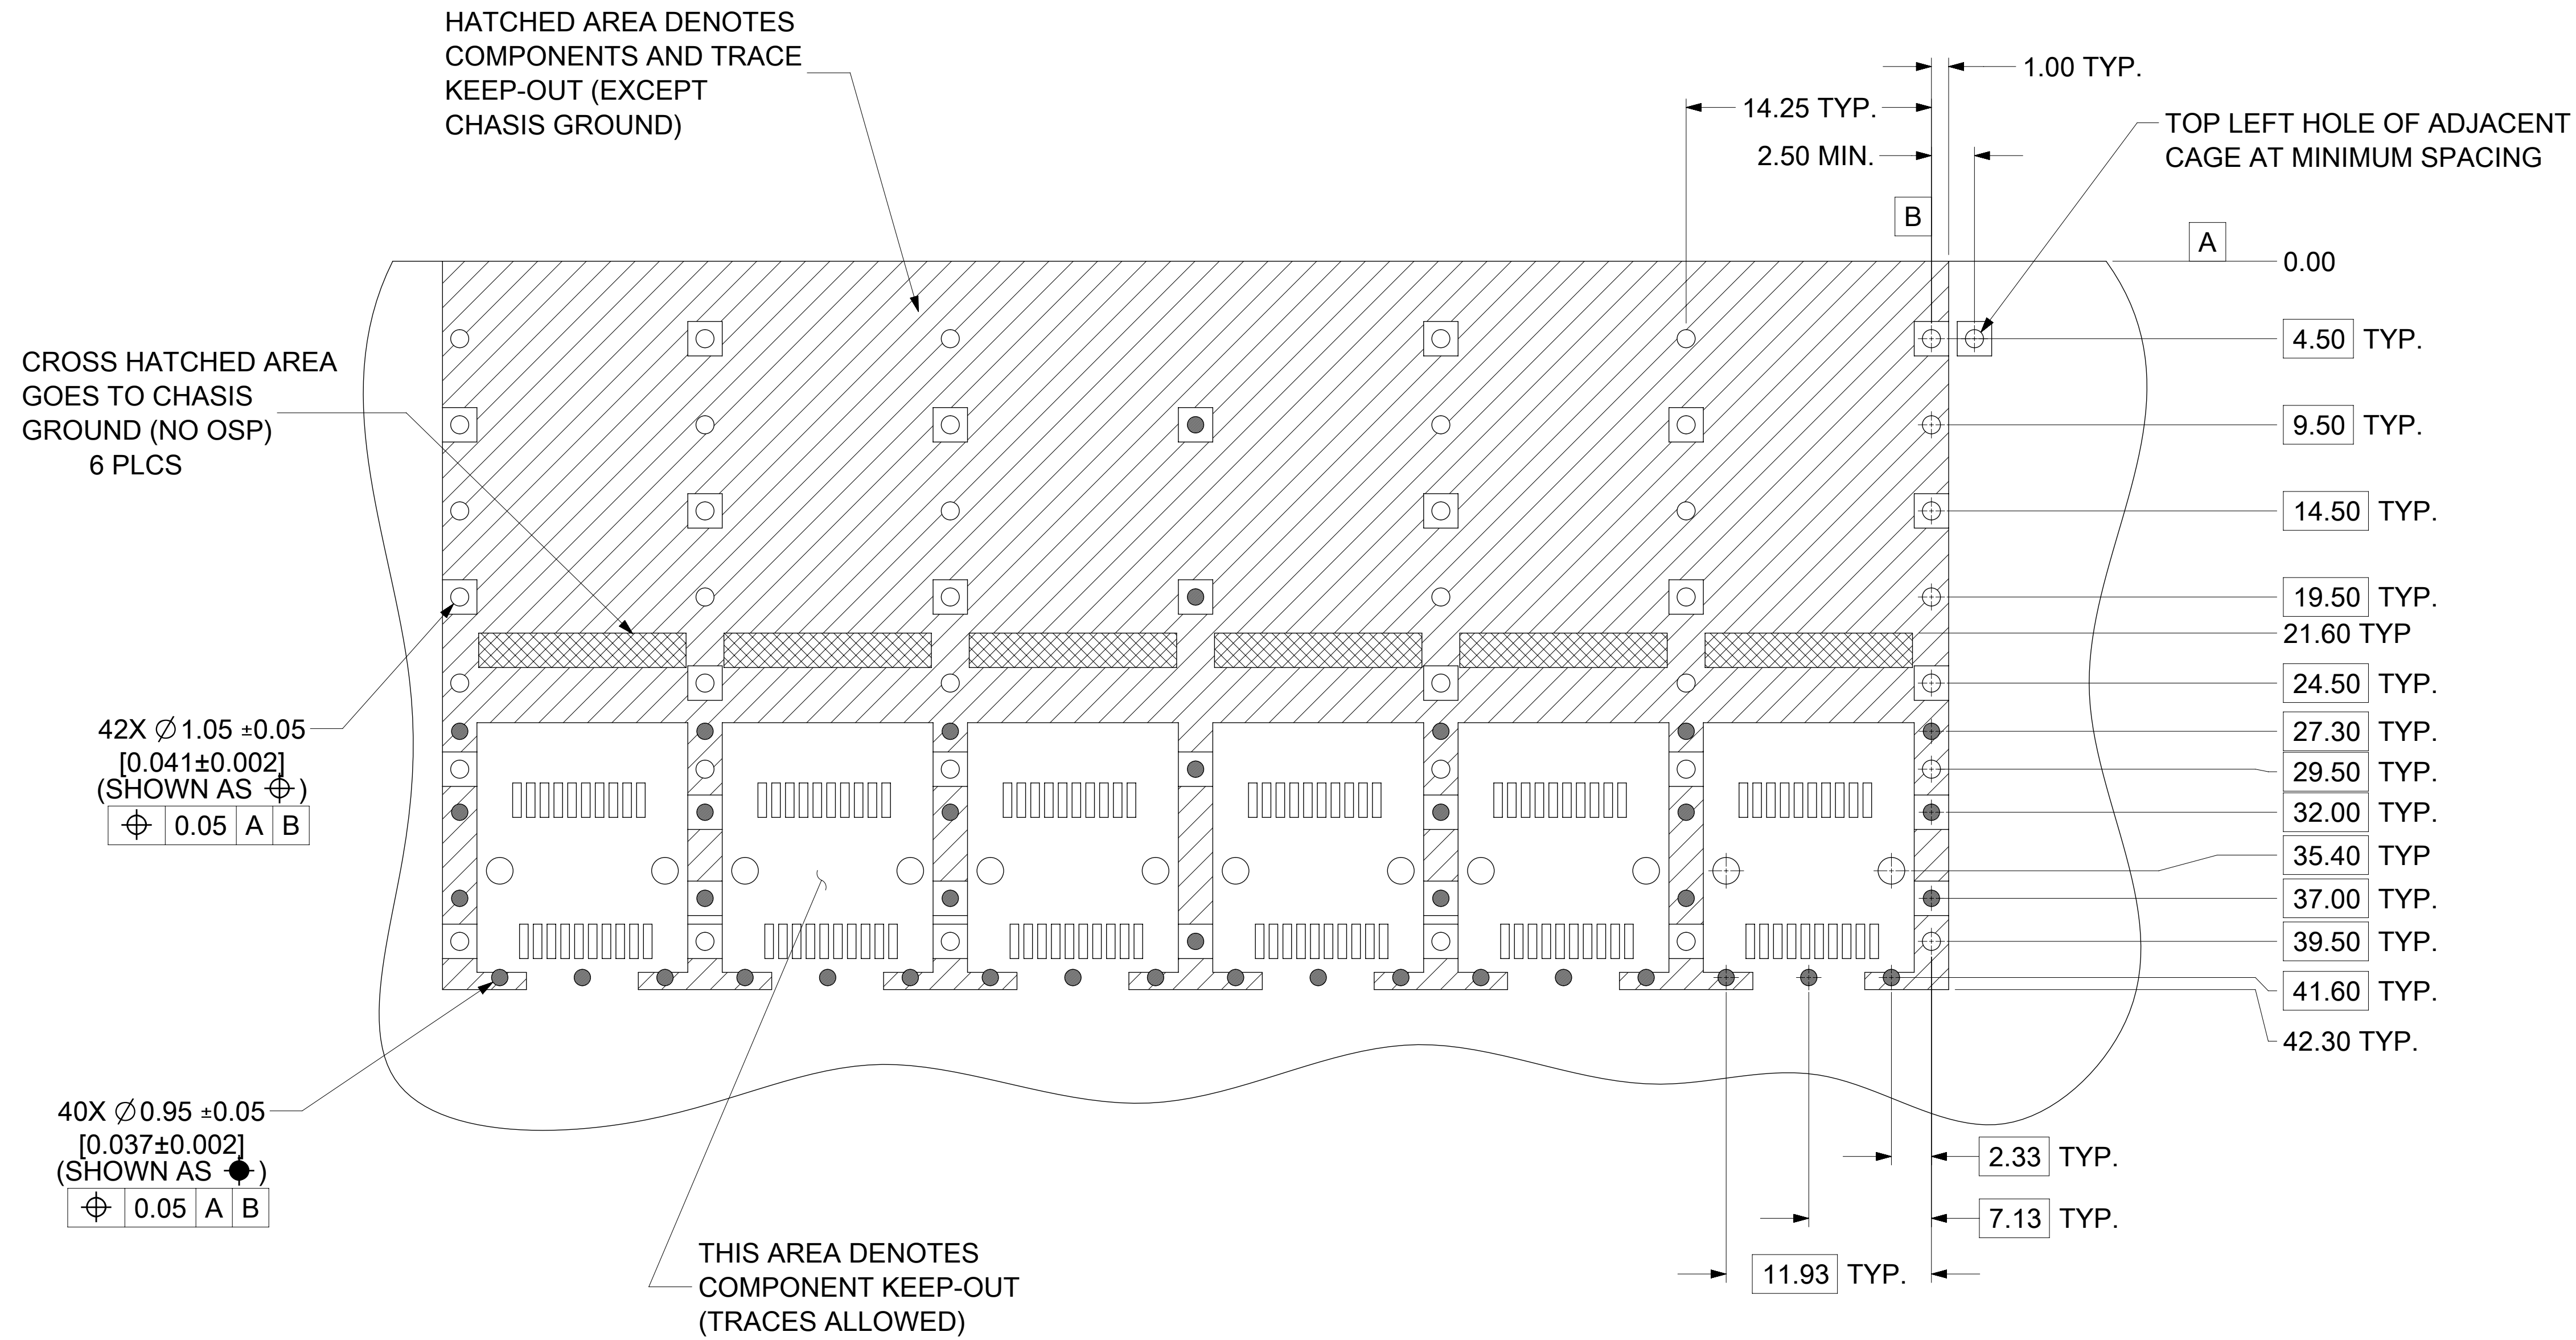 HATCHED AREA DENOTES
COMPONENTS AND TRACE
KEEP-OUT (EXCEPT
CHASIS GROUND)
1.00 TYP.
14.25 TYP.
2.50 MIN.
TOP LEFT HOLE OF ADJACENT
CAGE AT MINIMUM SPACING
B
A
0.00
4.50 TYP.
CROSS HATCHED AREA
GOES TO CHASIS
GROUND (NO OSP)
6 PLCS
9.50 TYP.
14.50 TYP.
19.50 TYP.
21.60 TYP
24.50 TYP.
27.30 TYP.
29.50 TYP.
32.00 TYP.
35.40 TYP
37.00 TYP.
39.50 TYP.
41.60 TYP.
42.30 TYP.
42X ∅1.05 ±0.05
[0.041±0.002]
(SHOWN AS ⌖)
⌖ 0.05 A B
40X ∅0.95 ±0.05
[0.037±0.002]
(SHOWN AS )
⌖ 0.05 A B
2.33 TYP.
7.13 TYP.
11.93 TYP.
THIS AREA DENOTES
COMPONENT KEEP-OUT
(TRACES ALLOWED)